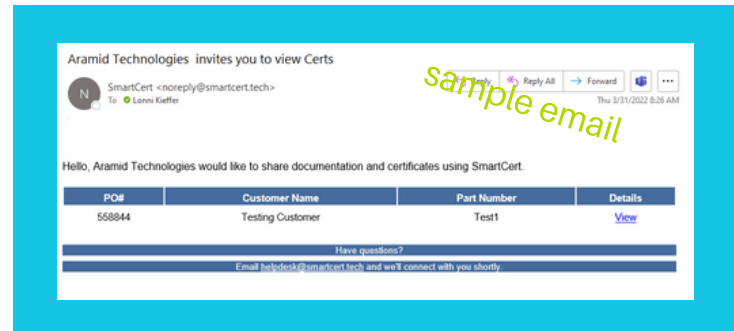 Aramid Technologies invites you to view Certs
SmartCert <noreply@smartcert.tech>
N
To Lonni Kieffer
Reply Reply All Forward
Thu 3/31/2022 8:26 AM
sample email
Hello, Aramid Technologies would like to share documentation and certificates using SmartCert.
PO# Customer Name Part Number Details
558844 Testing Customer Test1 View
Have questions?
Email helpdesk@smartcert.tech and we'll connect with you shortly.